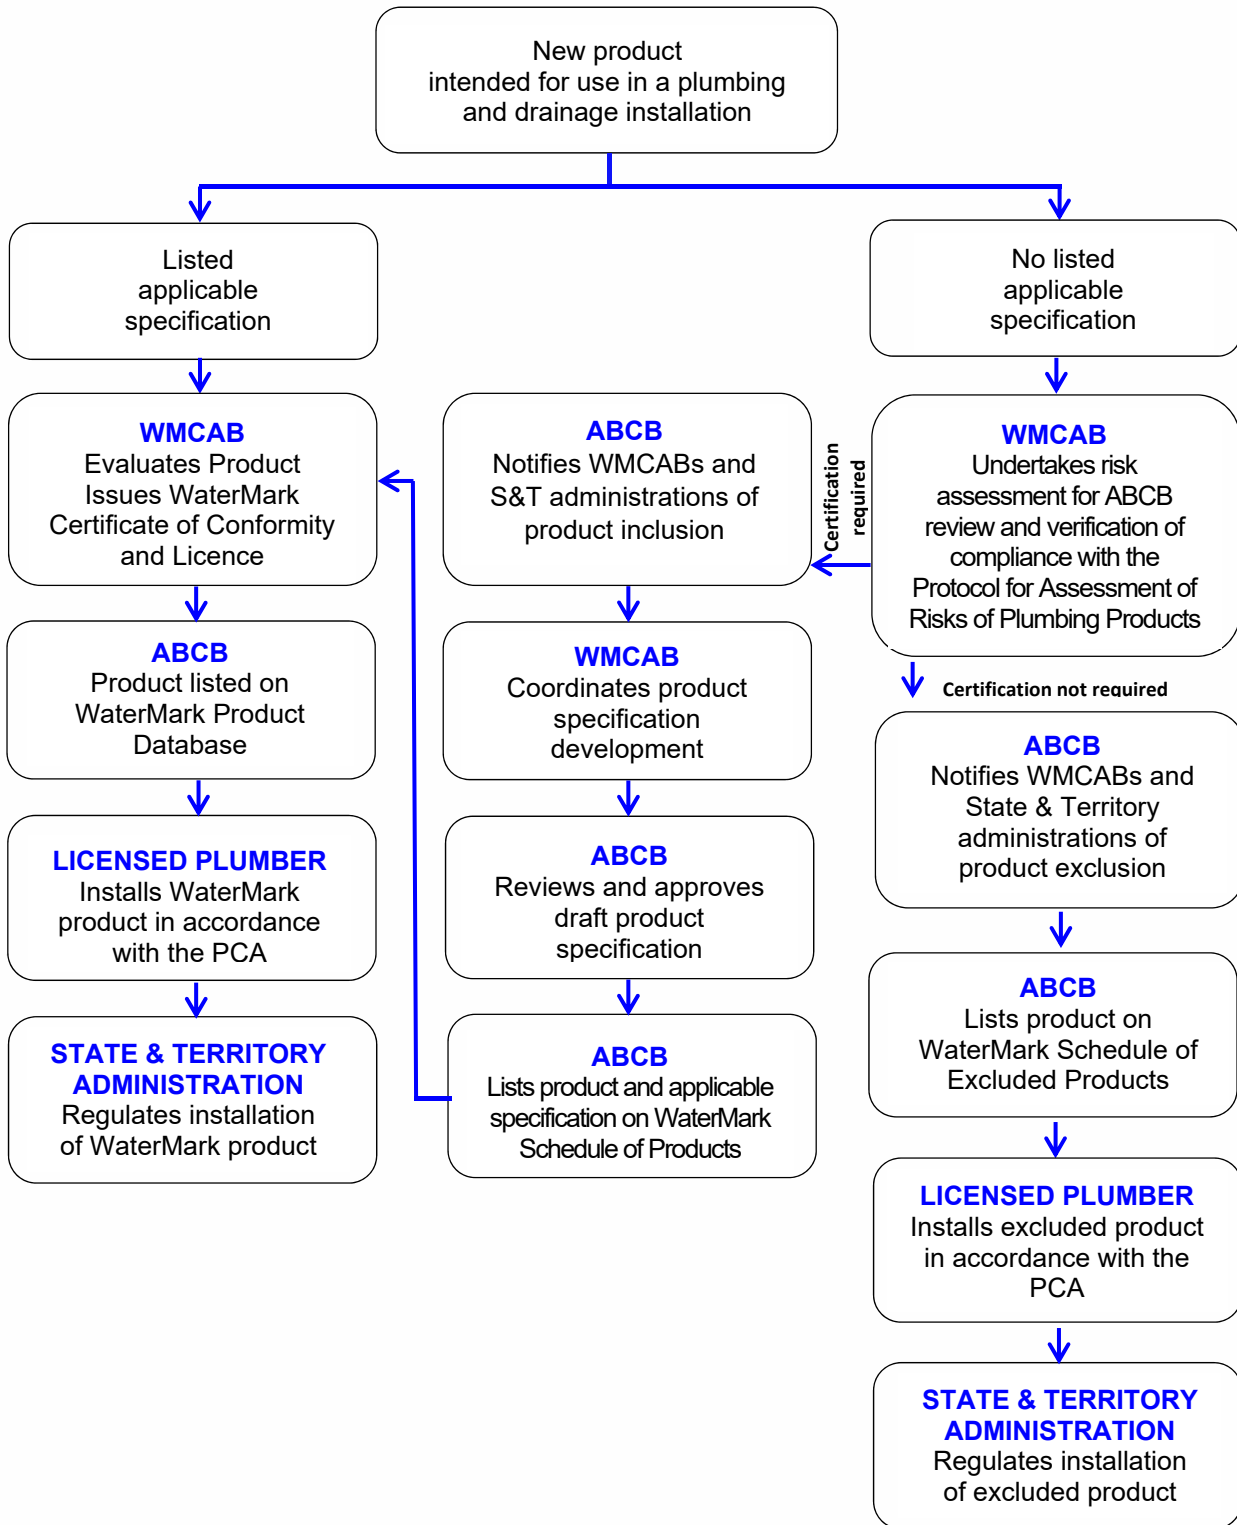 New product
intended for use in a plumbing
and drainage installation
Listed
applicable
specification
WMCAB
Evaluates Product
Issues WaterMark
Certificate of Conformity
and Licence
ABCB
Product listed on
WaterMark Product
Database
LICENSED PLUMBER
Installs WaterMark
product in accordance
with the PCA
STATE & TERRITORY
ADMINISTRATION
Regulates installation
of WaterMark product
ABCB
Notifies WMCABs and
S&T administrations of
product inclusion
WMCAB
Coordinates product
specification
development
ABCB
Reviews and approves
draft product
specification
ABCB
Lists product and applicable
specification on WaterMark
Schedule of Products
Certification
required
No listed
applicable
specification
WMCAB
Undertakes risk
assessment for ABCB
review and verification of
compliance with the
Protocol for Assessment of
Risks of Plumbing Products
Certification not required
ABCB
Notifies WMCABs and
State & Territory
administrations of
product exclusion
ABCB
Lists product on
WaterMark Schedule of
Excluded Products
LICENSED PLUMBER
Installs excluded product
in accordance with the
PCA
STATE & TERRITORY
ADMINISTRATION
Regulates installation
of excluded product